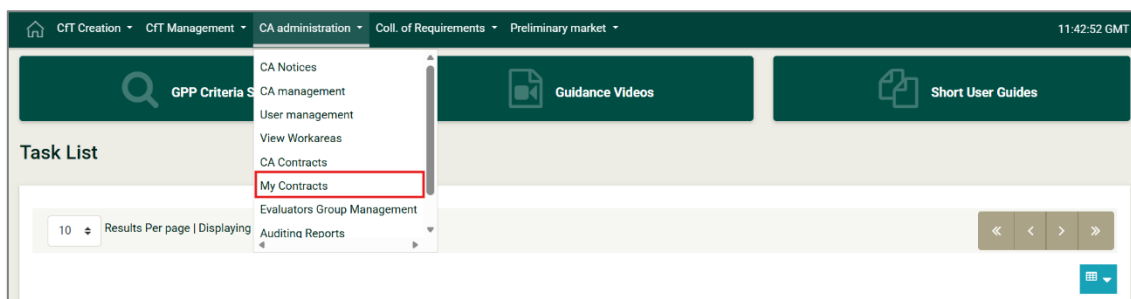 CfT Creation CfT Management CA administration Coll. of Requirements Preliminary market 11:42:52 GMT
GPP Criteria S
Guidance Videos
Short User Guides
CA Notices
CA management
User management
View Workareas
CA Contracts
My Contracts
Evaluators Group Management
Auditing Reports
Task List
10 Results Per page | Displaying
« < > »